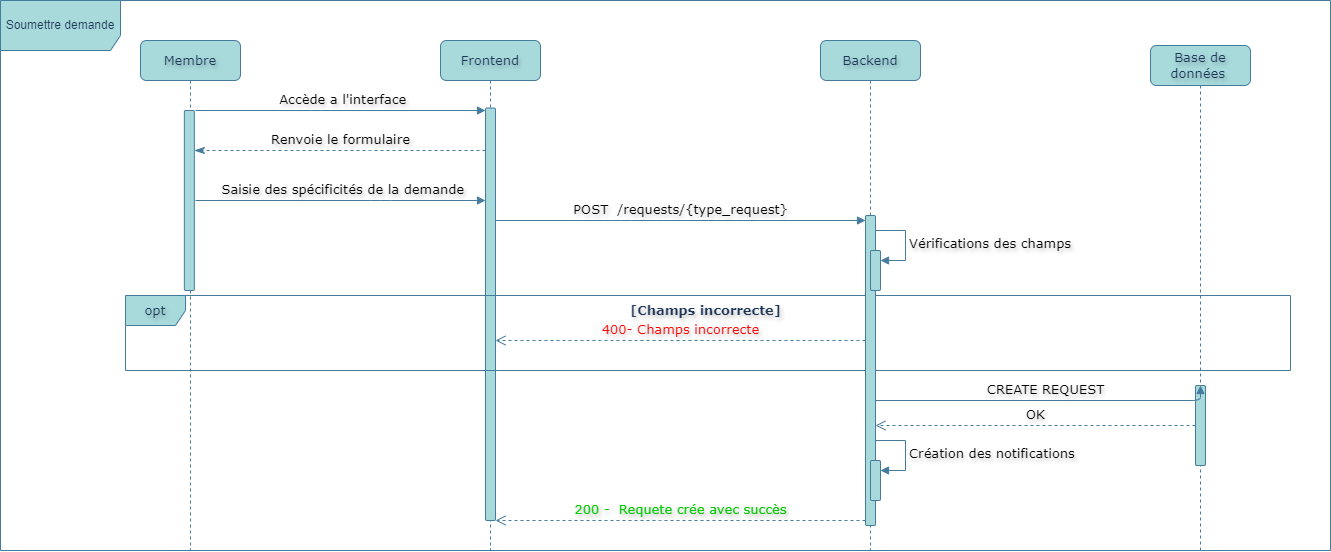 Soumettre demande
Membre
Frontend
Backend
Base de
données
Accède a l'interface
Renvoie le formulaire
Saisie des spécificités de la demande
POST  /requests/{type_request}
Vérifications des champs
opt
[Champs incorrecte]
400- Champs incorrecte
CREATE REQUEST
OK
Création des notifications
200 -  Requete crée avec succès